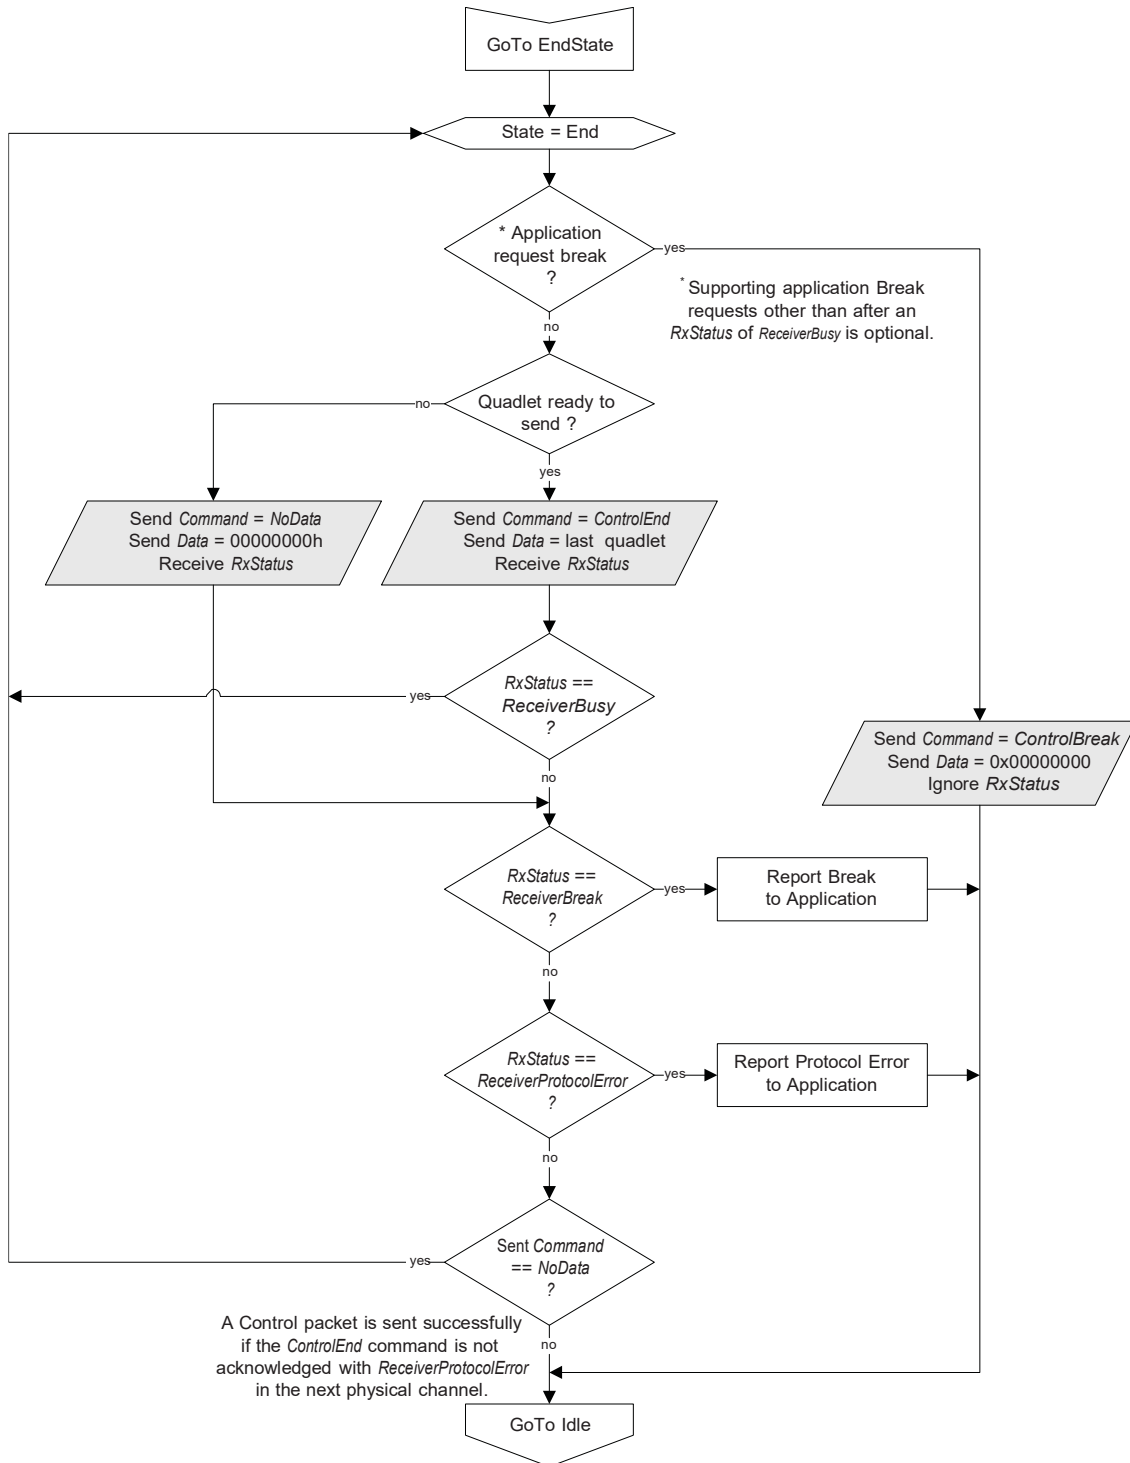 GoTo EndState
State = End
* Application
request break
?
yes
* Supporting application Break
requests other than after an
RxStatus of ReceiverBusy is optional.
no
Quadlet ready to
send ?
no
yes
Send Command = NoData
Send Data = 00000000h
Receive RxStatus
Send Command = ControlEnd
Send Data = last quadlet
Receive RxStatus
RxStatus ==
ReceiverBusy
?
yes
no
Send Command = ControlBreak
Send Data = 0x00000000
Ignore RxStatus
RxStatus ==
ReceiverBreak
?
yes
Report Break
to Application
no
RxStatus ==
ReceiverProtocolError
?
yes
Report Protocol Error
to Application
no
Sent Command
== NoData
?
yes
no
A Control packet is sent successfully
if the ControlEnd command is not
acknowledged with ReceiverProtocolError
in the next physical channel.
GoTo Idle